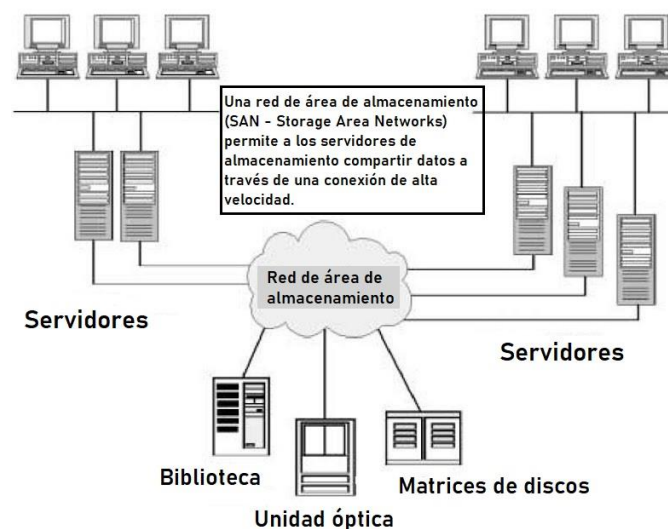 Una red de área de almacenamiento
(SAN - Storage Area Networks)
permite a los servidores de
almacenamiento compartir datos a
través de una conexión de alta
velocidad.
Red de área de
almacenamiento
Servidores
Servidores
Biblioteca
Matrices de discos
Unidad óptica